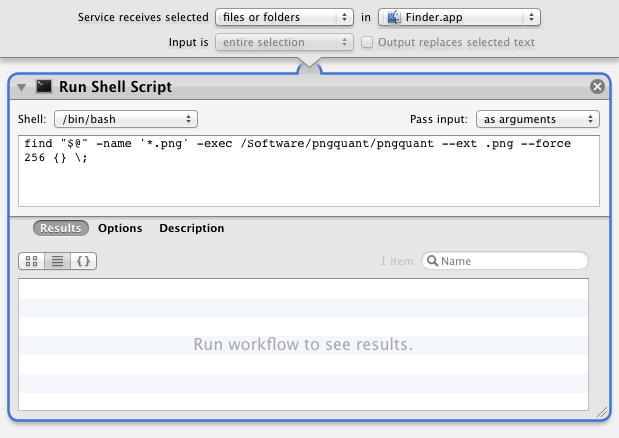 Service receives selected files or folders in Finder.app
Input is entire selection Output replaces selected text
Run Shell Script
Shell: /bin/bash Pass input: as arguments
find "$@" -name '*.png' -exec /Software/pngquant/pngquant --ext .png --force
256 {} \;
Results Options Description
{} 1 item Name
Run workflow to see results.